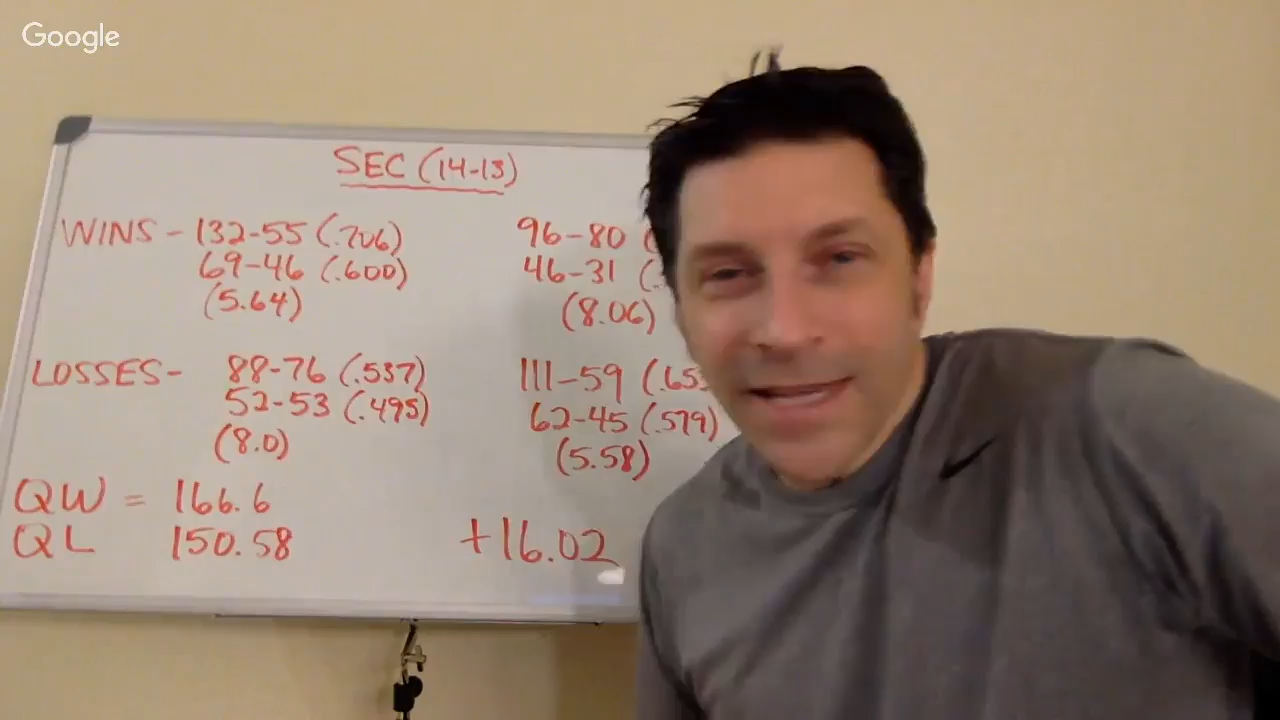 Google
SEC (14-13)
WINS - 132-55 (.706)
69-46 (.600)
(5.64)
96-80
46-31
(8.06)
LOSSES - 88-76 (.537)
52-53 (.495)
(8.0)
111-59 (.653
62-45 (.579)
(5.58)
QW = 166.6
QL 150.58
+16.02